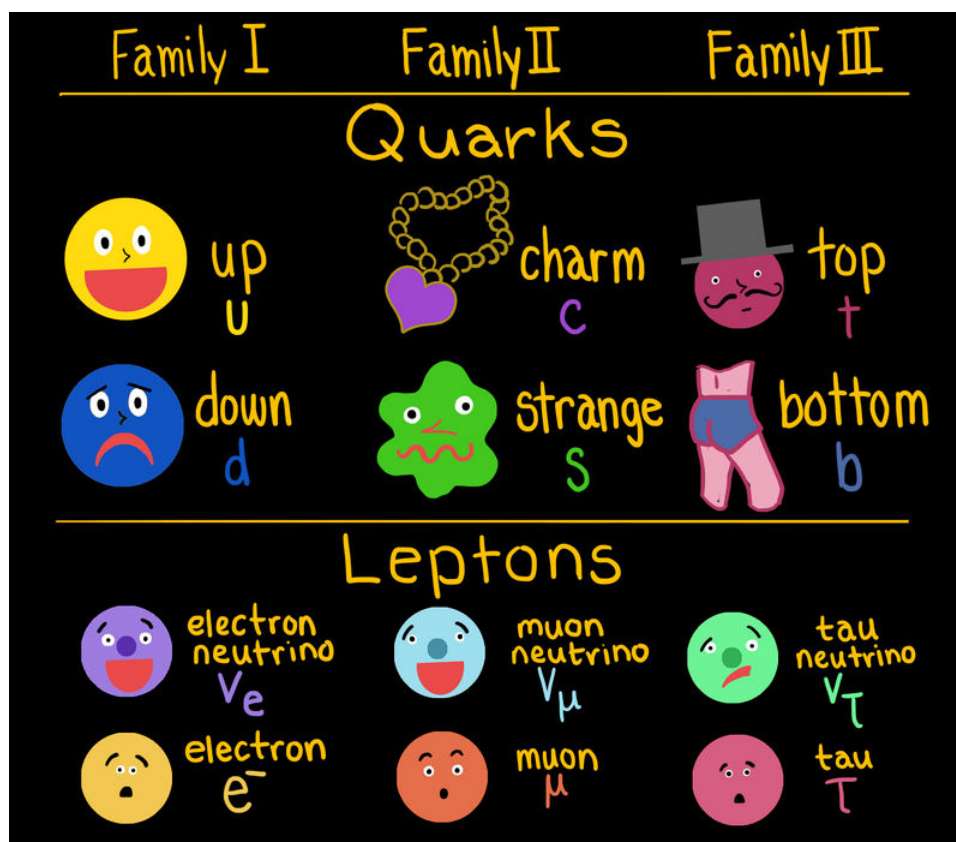 Family I Family II Family III
Quarks
up charm top
u c t
down strange bottom
d s b
Leptons
electron muon tau
neutrino neutrino neutrino
νe νμ ντ
electron muon tau
e⁻ μ τ